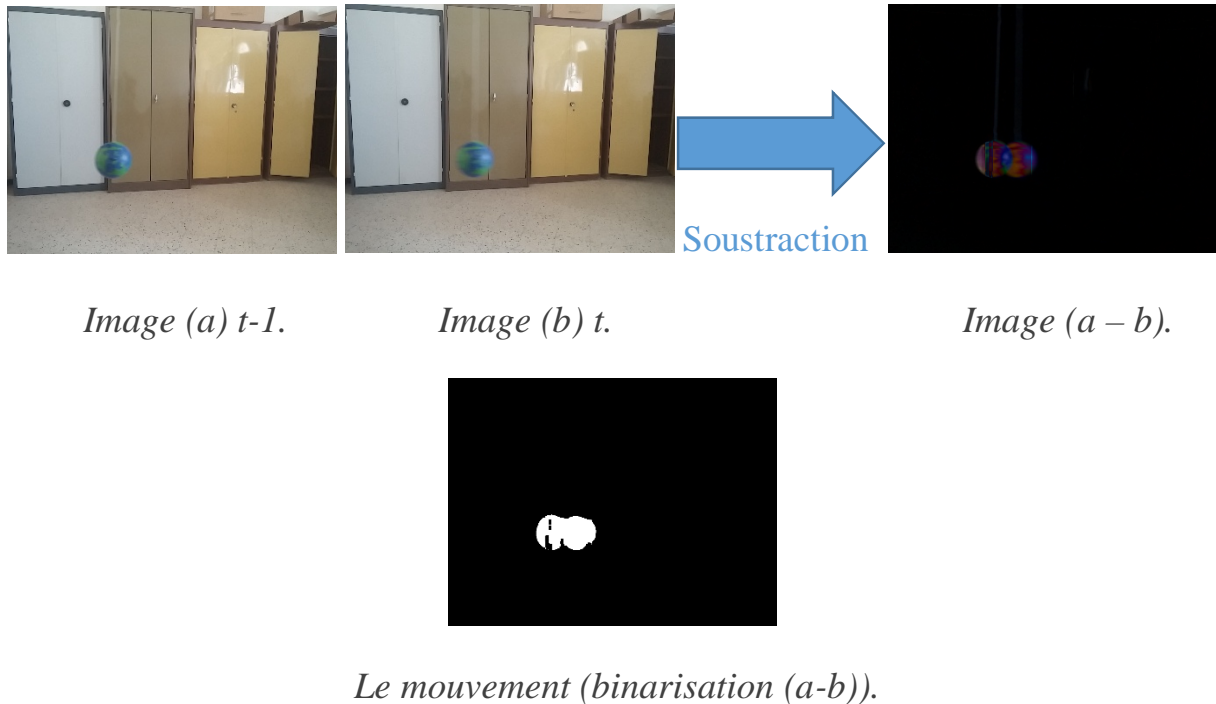 Soustraction
Image (a) t-1.
Image (b) t.
Image (a – b).
Le mouvement (binarisation (a-b)).